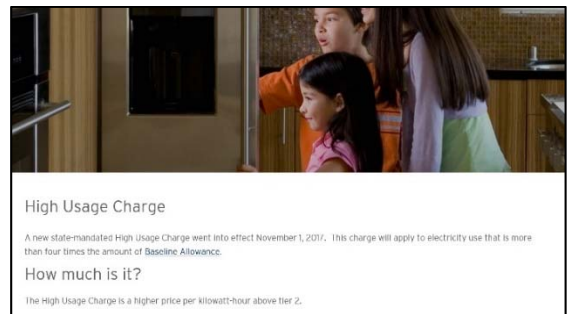 High Usage Charge
A new state-mandated High Usage Charge went into effect November 1, 2017. This charge will apply to electricity use that is more
than four times the amount of Baseline Allowance.
How much is it?
The High Usage Charge is a higher price per kilowatt-hour above tier 2.